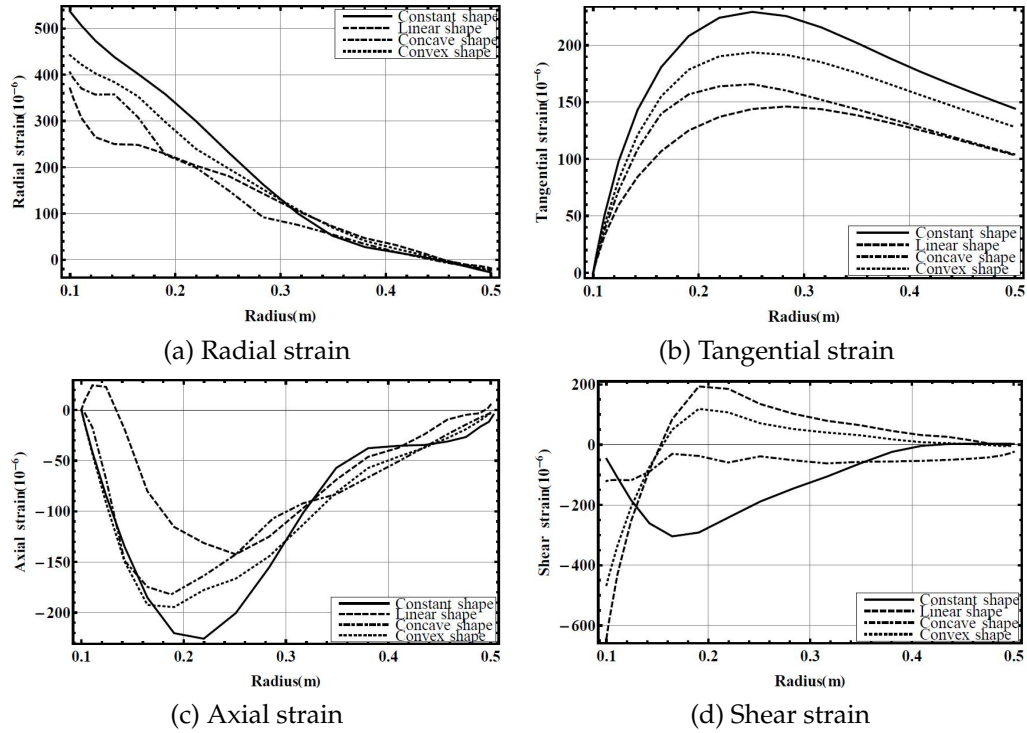 500
400
300
200
100
0
Radial strain(10⁻⁶)
Constant shape
Linear shape
Concave shape
Convex shape
0.1 0.2 0.3 0.4 0.5
Radius(m)
(a) Radial strain
200
150
100
50
0
Tangential strain(10⁻⁶)
Constant shape
Linear shape
Concave shape
Convex shape
0.1 0.2 0.3 0.4 0.5
Radius(m)
(b) Tangential strain
0
−50
−100
−150
−200
Axial strain(10⁻⁶)
Constant shape
Linear shape
Concave shape
Convex shape
0.1 0.2 0.3 0.4 0.5
Radius(m)
(c) Axial strain
200
0
−200
−400
−600
Shear strain(10⁻⁶)
Constant shape
Linear shape
Concave shape
Convex shape
0.1 0.2 0.3 0.4 0.5
Radius(m)
(d) Shear strain